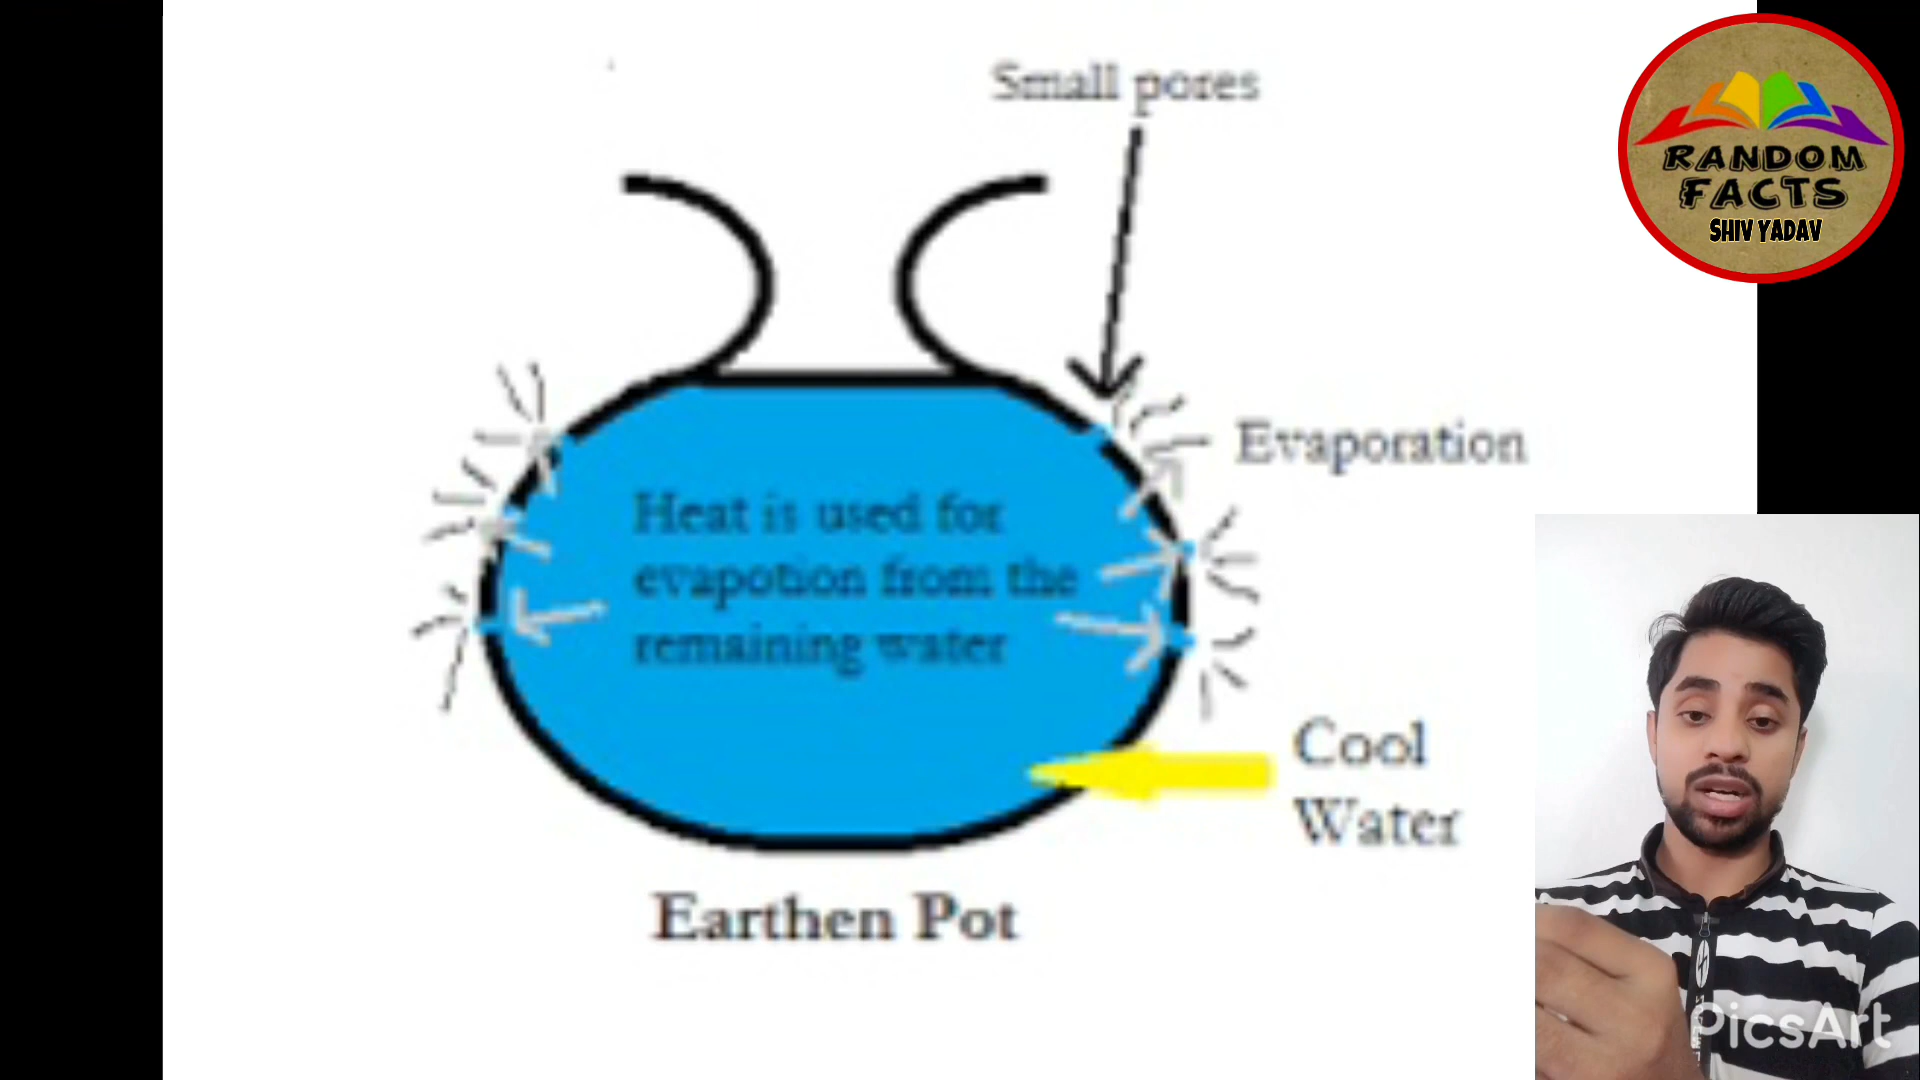 Small pores
RANDOM
FACTS
SHIV YADAV
Evaporation
Heat is used for
evapotion from the
remaining water
Cool
Water
Earthen Pot
PicsArt